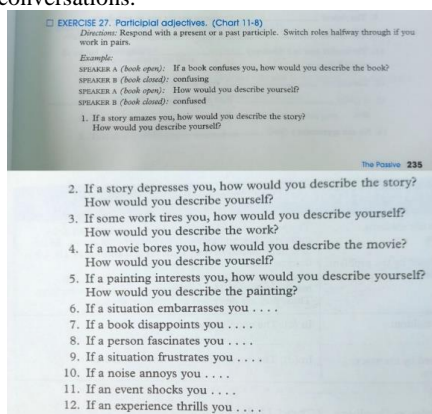 conversations.
EXERCISE 27. Participial adjectives. (Chart 11-8)
Directions: Respond with a present or a past participle. Switch roles halfway through if you
work in pairs.
Example:
SPEAKER A (book open): If a book confuses you, how would you describe the book?
SPEAKER B (book closed): confusing
SPEAKER A (book open): How would you describe yourself?
SPEAKER B (book closed): confused
1. If a story amazes you, how would you describe the story?
How would you describe yourself?
The Passive 235
2. If a story depresses you, how would you describe the story?
How would you describe yourself?
3. If some work tires you, how would you describe yourself?
How would you describe the work?
4. If a movie bores you, how would you describe the movie?
How would you describe yourself?
5. If a painting interests you, how would you describe yourself?
How would you describe the painting?
6. If a situation embarrasses you . . . .
7. If a book disappoints you . . . .
8. If a person fascinates you . . . .
9. If a situation frustrates you . . . .
10. If a noise annoys you . . . .
11. If an event shocks you . . . .
12. If an experience thrills you . . . .